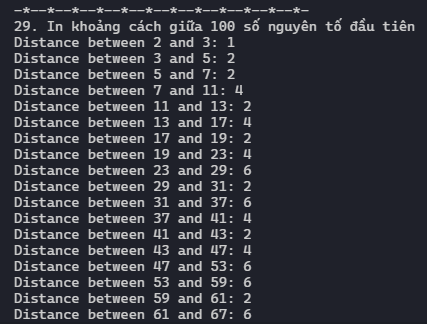 -*--*--*--*--*--*--*--*--*--*--*--*-
29. In khoảng cách giữa 100 số nguyên tố đầu tiên
Distance between 2 and 3: 1
Distance between 3 and 5: 2
Distance between 5 and 7: 2
Distance between 7 and 11: 4
Distance between 11 and 13: 2
Distance between 13 and 17: 4
Distance between 17 and 19: 2
Distance between 19 and 23: 4
Distance between 23 and 29: 6
Distance between 29 and 31: 2
Distance between 31 and 37: 6
Distance between 37 and 41: 4
Distance between 41 and 43: 2
Distance between 43 and 47: 4
Distance between 47 and 53: 6
Distance between 53 and 59: 6
Distance between 59 and 61: 2
Distance between 61 and 67: 6